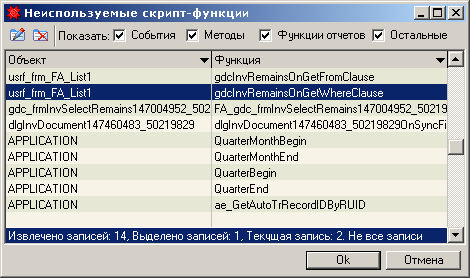 Неиспользуемые скрипт-функции
Показать: События Методы Функции отчетов Остальные
Объект Функция
usrf_frm_FA_List1 gdcInvRemainsOnGetFromClause
usrf_frm_FA_List1 gdcInvRemainsOnGetWhereClause
gdc_frmInvSelectRemains147004952_502 FA_gdc_frmInvSelectRemains147004952_50219
dlgInvDocument147460483_50219829 dlgInvDocument147460483_50219829OnSyncFi
APPLICATION QuarterMonthBegin
APPLICATION QuarterMonthEnd
APPLICATION QuarterBegin
APPLICATION QuarterEnd
APPLICATION ae_GetAutoTrRecordIDByRUID
Извлечено записей: 14, Выделено записей: 1, Текущая запись: 2. Не все записи
Ok Отмена